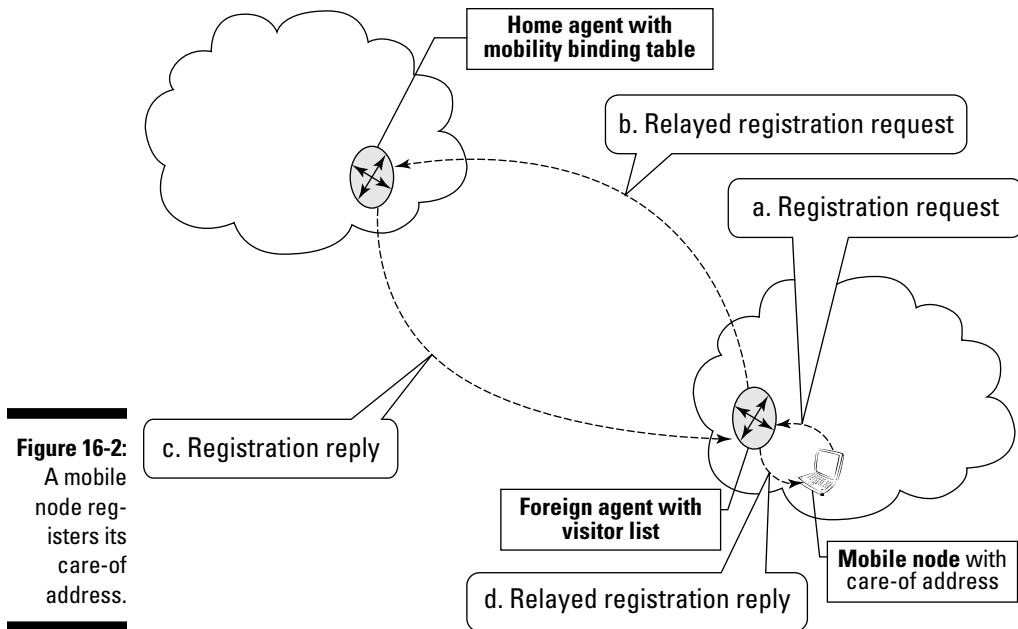 Home agent with
mobility binding table
b. Relayed registration request
a. Registration request
c. Registration reply
Foreign agent with
visitor list
Mobile node with
care-of address
d. Relayed registration reply
Figure 16-2:
A mobile
node reg-
isters its
care-of
address.